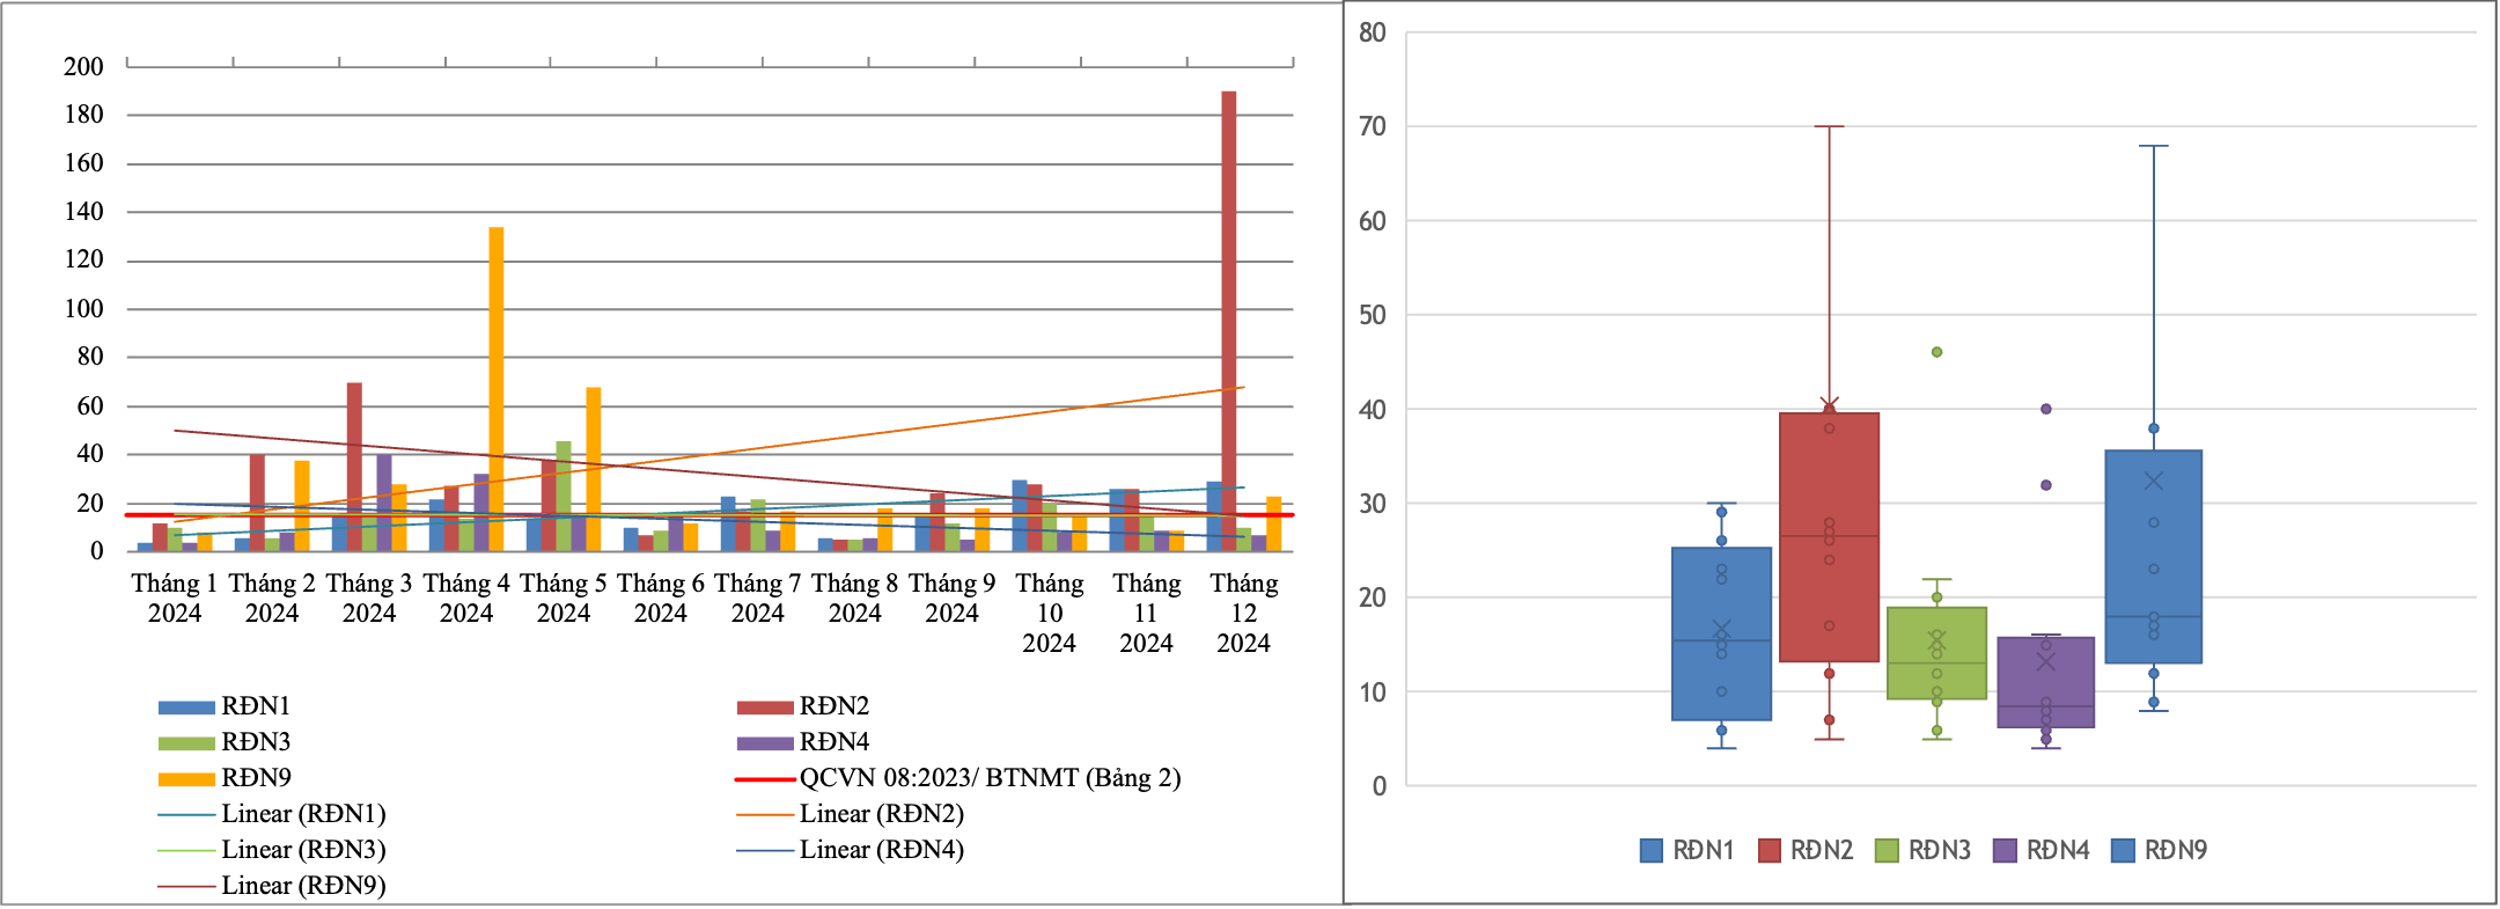 200
180
160
140
120
100
80
60
40
20
0
Tháng 1
2024
Tháng 2
2024
Tháng 3
2024
Tháng 4
2024
Tháng 5
2024
Tháng 6
2024
Tháng 7
2024
Tháng 8
2024
Tháng 9
2024
Tháng
10
2024
Tháng
11
2024
Tháng
12
2024
RĐN1
RĐN2
RĐN3
RĐN4
RĐN9
QCVN 08:2023/ BTNMT (Bảng 2)
Linear (RĐN1)
Linear (RĐN2)
Linear (RĐN3)
Linear (RĐN4)
Linear (RĐN9)
80
70
60
50
40
30
20
10
0
RĐN1
RĐN2
RĐN3
RĐN4
RĐN9